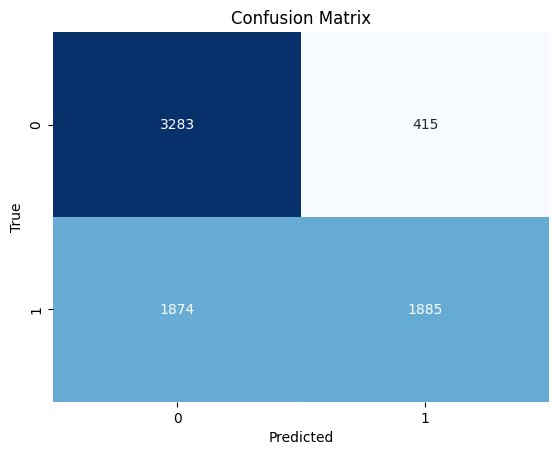 Confusion Matrix
0
3283
415
True
1
1874
1885
0
1
Predicted